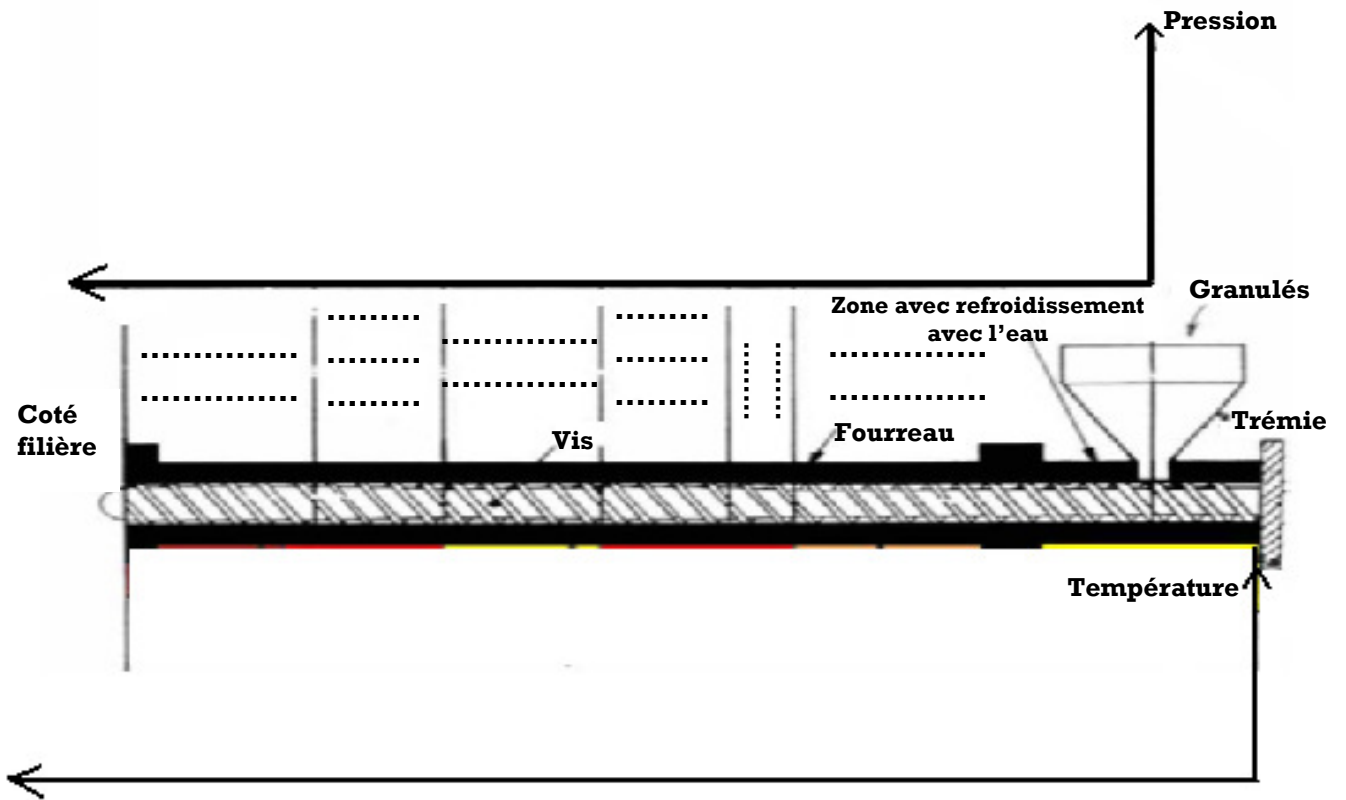 Pression
Granulés
Zone avec refroidissement
avec l’eau
Coté
filière
Vis
Fourreau
Trémie
Température